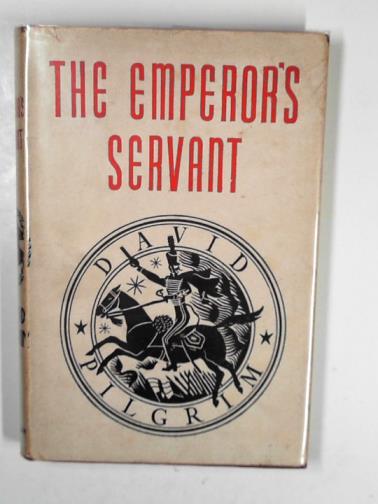 THE EMPEROR'S
SERVANT
DAVID
PILGRIM